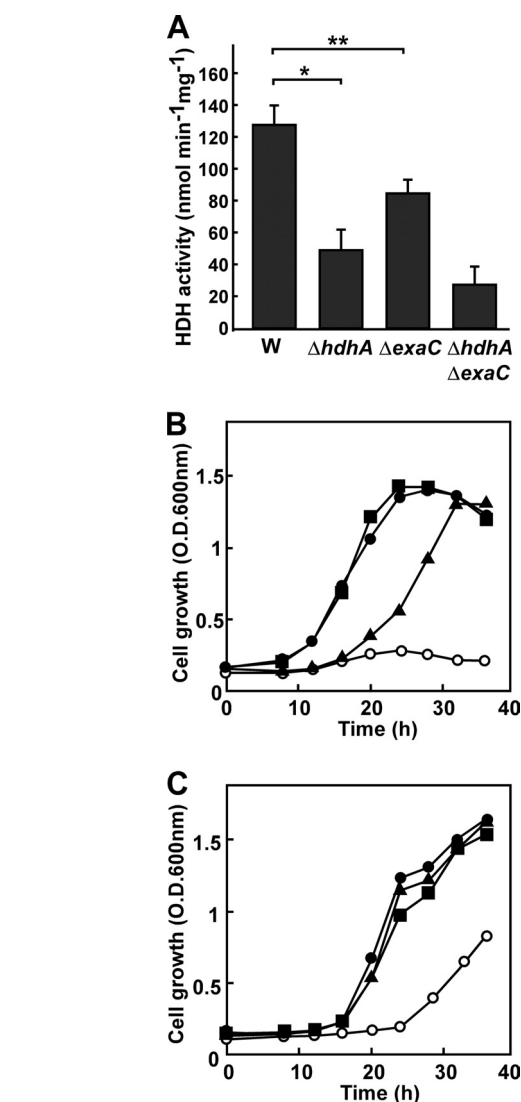 A
HDH activity (nmol min-1mg-1)
160
140
120
100
80
60
40
20
0
**
*
W ΔhdhA ΔexaC ΔhdhA
ΔexaC
B
Cell growth (O.D.600nm)
1.5
1
0.5
0
0 10 20 30 40
Time (h)
C
Cell growth (O.D.600nm)
1.5
1
0.5
0
0 10 20 30 40
Time (h)